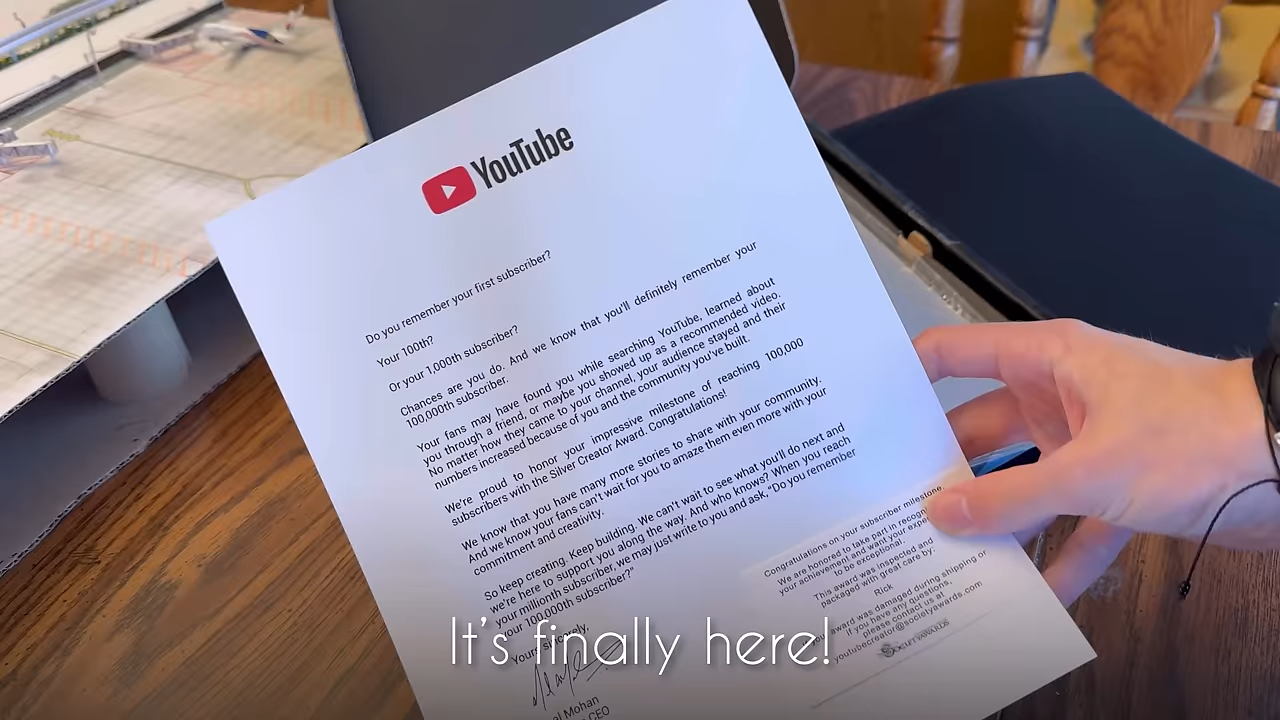 YouTube
Do you remember your first subscriber?
Your 100th?
Or your 1,000th subscriber?
Chances are you do. And we know that you'll definitely remember your
100,000th subscriber.
Your fans may have found you while searching YouTube, learned about
you through a friend, or maybe you showed up as a recommended video.
No matter how they came to your channel, your audience stayed and their
numbers increased because of you and the community you've built.
We're proud to honor your impressive milestone of reaching 100,000
subscribers with the Silver Creator Award. Congratulations!
We know that you have many more stories to share with your community.
And we know your fans can't wait for you to amaze them even more with your
commitment and creativity.
So keep creating. Keep building. We can't wait to see what you'll do next and
we're here to support you along the way. And who knows? When you reach
your millionth subscriber, we may just write to you and ask, "Do you remember
your 100,000th subscriber?"
Yours sincerely,
Mohan
CEO
Congratulations on your subscriber milestone.
We are honored to take part in
your achievement and want your
to be exceptional.
This award was inspected and
packaged with great care by:
Rick
award was damaged during shipping or
if you have any questions,
please contact us at
youtubecreator@societyawards.com
SOCIETY AWARDS
It's finally here!